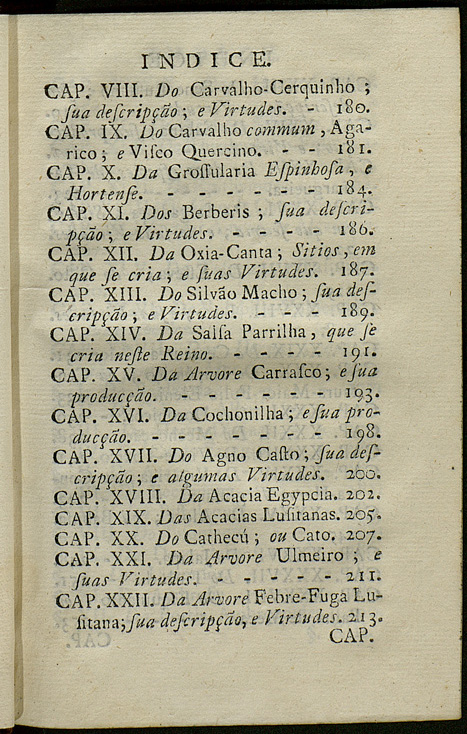 INDICE.
CAP. VIII. Do Carvalho-Cerquinho ;
ſua deſcripção ; e Virtudes. - 180.
CAP. IX. Do Carvalho commum , Aga-
rico ; e Viſco Quercino. - - 181.
CAP. X. Da Groſſularia Eſpinhoſa , e
Hortenſe. - - - - - - - 184.
CAP. XI. Dos Berberis ; ſua deſcri-
pção ; e Virtudes. - - - - - 186.
CAP. XII. Da Oxia-Canta ; Sitios , em
que ſe cria ; e ſuas Virtudes. 187.
CAP. XIII. Do Silvão Macho ; ſua deſ-
cripção ; e Virtudes. - - - - 189.
CAP. XIV. Da Salſa Parrilha , que ſe
cria neſte Reino. - - - - - 191.
CAP. XV. Da Arvore Carraſco ; e ſua
producção. - - - - - - - 193.
CAP. XVI. Da Cochonilha ; e ſua pro-
ducção. - - - - - - - - 198.
CAP. XVII. Do Agno Caſto ; ſua deſ-
cripção ; e algumas Virtudes. 200.
CAP. XVIII. Da Acacia Egypcia. 202.
CAP. XIX. Das Acacias Luſitanas. 205.
CAP. XX. Do Cathecú ; ou Cato. 207.
CAP. XXI. Da Arvore Ulmeiro ; e
ſuas Virtudes. - - - - - - 211.
CAP. XXII. Da Arvore Febre-Fuga Lu-
ſitana ; ſua deſcripção, e Virtudes. 213.
CAP.